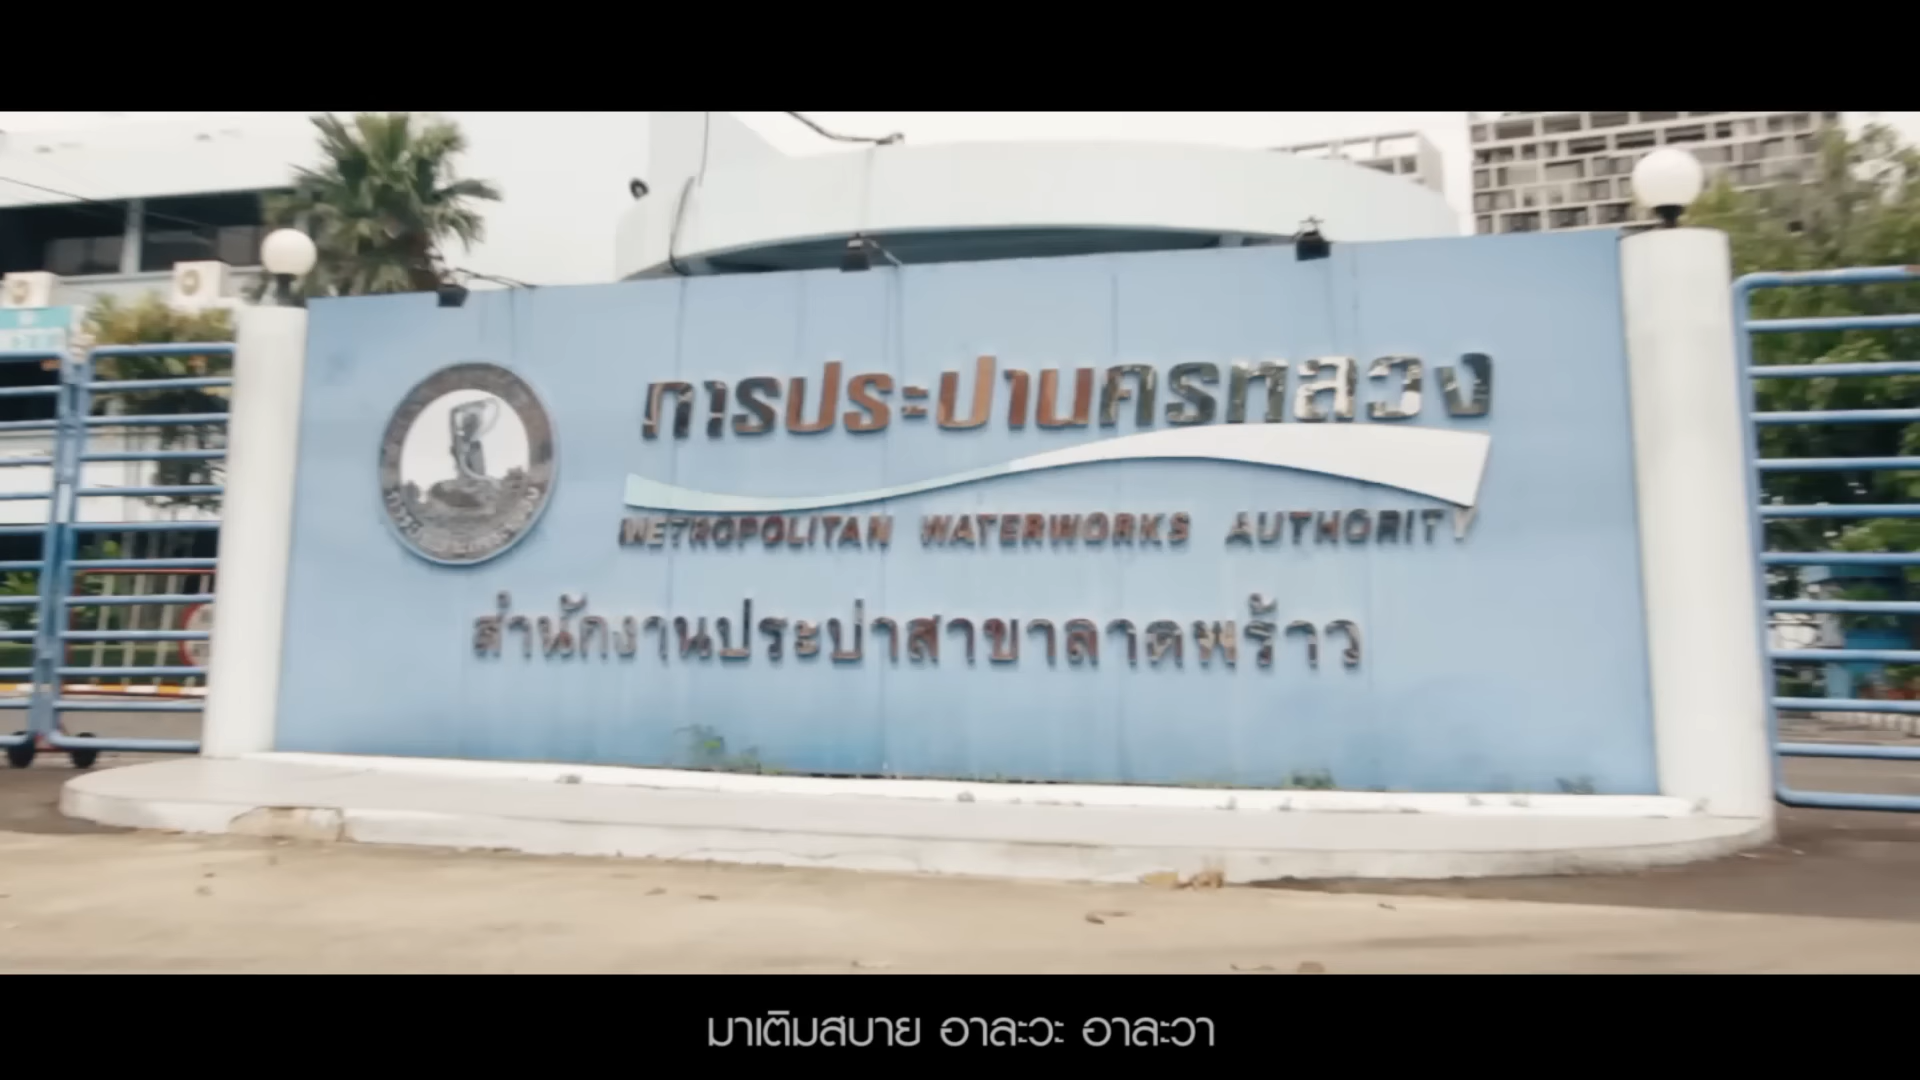 การประปานครหลวง
METROPOLITAN WATERWORKS AUTHORITY
สำนักงานประปาสาขาลาดพร้าว
มาเติมสบาย อาละวะ อาละวา